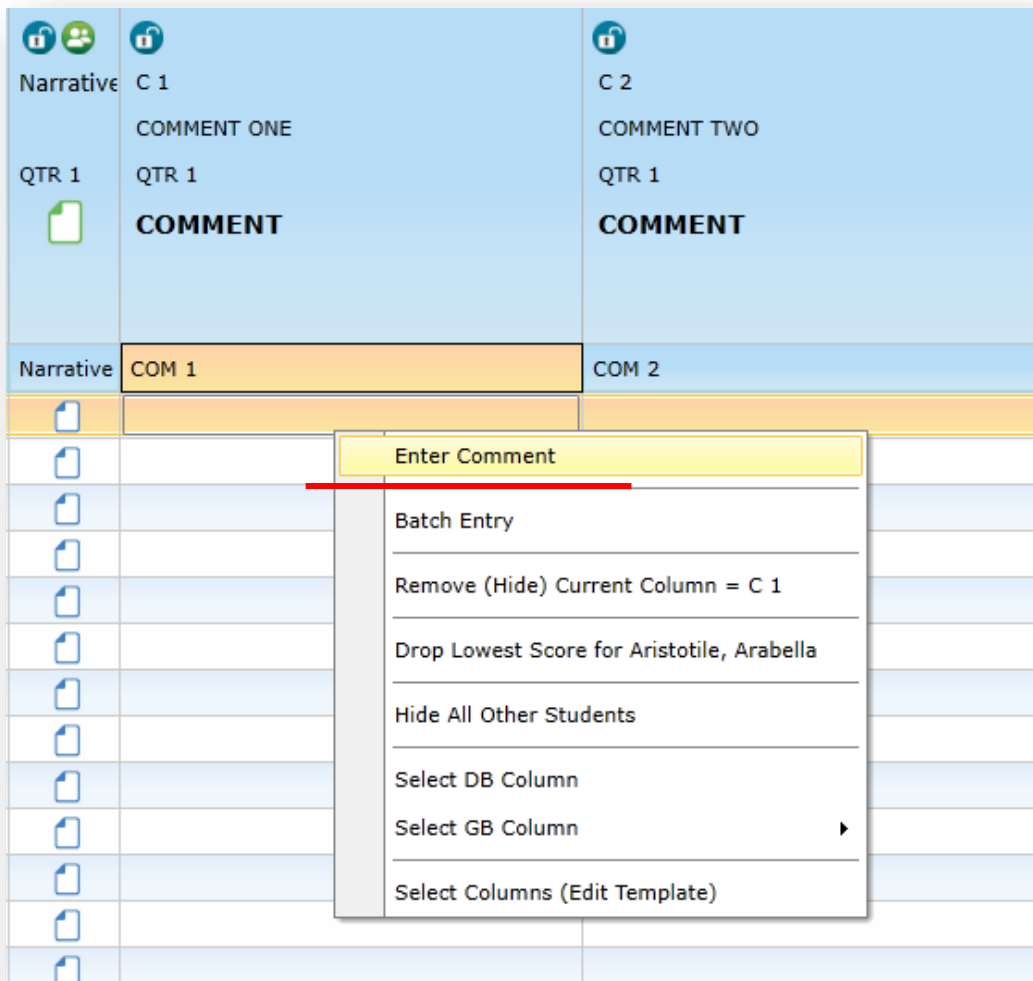 Narrative C 1 C 2
COMMENT ONE COMMENT TWO
QTR 1 QTR 1 QTR 1
COMMENT COMMENT
Narrative COM 1 COM 2
Enter Comment
Batch Entry
Remove (Hide) Current Column = C 1
Drop Lowest Score for Aristotile, Arabella
Hide All Other Students
Select DB Column
Select GB Column
Select Columns (Edit Template)